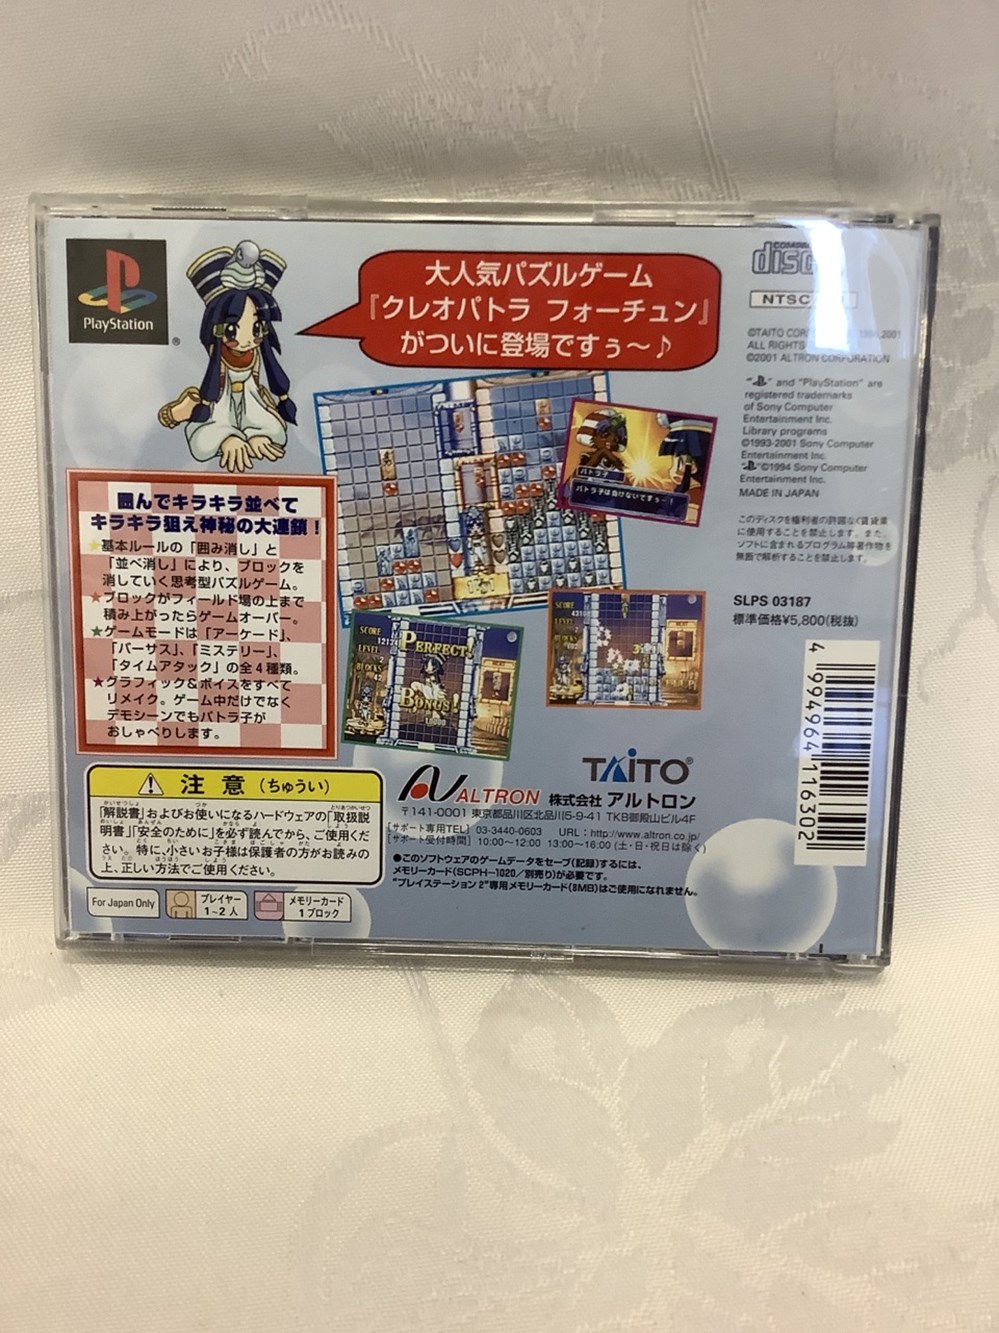 PlayStation
®
大人気パズルゲーム
『クレオパトラ フォーチュン』
がついに登場ですぅ〜♪
COMPACT
disc
NTSC
©TAITO 1996,2001
ALL RIGHTS
©2001 ALTRON CORPORATION
" " and "PlayStation" are
registered trademarks
of Sony Computer
Entertainment Inc.
Library programs
©1993-2001 Sony Computer
Entertainment Inc.
©1994 Sony Computer
Entertainment Inc.
MADE IN JAPAN
このディスクを権利者の許諾なく賃貸業
に使用することを禁止します。また、
ソフトに含まれるプログラム等著作物を
無断で解析することを禁止します。
SLPS 03187
標準価格¥5,800(税抜)
4 994964 116302
囲んでキラキラ並べて
キラキラ狙え神秘の大連鎖！
★基本ルールの「囲み消し」と
「並べ消し」により、ブロックを
消していく思考型パズルゲーム。
★ブロックがフィールド場の上まで
積み上がったらゲームオーバー。
★ゲームモードは「アーケード」、
「バーサス」、「ミステリー」、
「タイムアタック」の全4種類。
★グラフィック&ボイスをすべて
リメイク。ゲーム中だけでなく
デモシーンでもパトラ子が
おしゃべりします。
パトラ子
パトラ子は負けないですぅ〜！
SCORE
LEVEL
2
BLOCKS
42
PERFECT!
BONUS!
SCORE
LEVEL
BLOCKS
注意（ちゅうい）
「解説書」およびお使いになるハードウェアの「取扱説
明書」「安全のために」を必ず読んでから、ご使用くだ
さい。特に、小さいお子様は保護者の方がお読みの
上、正しい方法でご使用ください。
For Japan Only
プレイヤー
1〜2人
メモリーカード
1ブロック
TAITO®
ALTRON 株式会社 アルトロン
〒141-0001 東京都品川区北品川5-9-41 TKB御殿山ビル4F
[サポート専用TEL] 03-3440-0603 URL：http://www.altron.co.jp/
[サポート受付時間] 10:00〜12:00 13:00〜16:00 (土・日・祝日は除く)
●このソフトウェアのゲームデータをセーブ(記録)するには、
メモリーカード(SCPH-1020/別売り)が必要です。
"プレイステーション 2"専用メモリーカード(8MB)はご使用になれません。